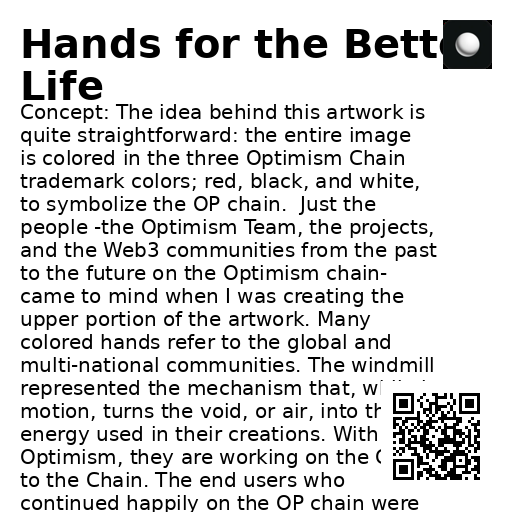 Hands for the Bette
Life
Concept: The idea behind this artwork is
quite straightforward: the entire image
is colored in the three Optimism Chain
trademark colors; red, black, and white,
to symbolize the OP chain.  Just the
people -the Optimism Team, the projects,
and the Web3 communities from the past
to the future on the Optimism chain-
came to mind when I was creating the
upper portion of the artwork. Many
colored hands refer to the global and
multi-national communities. The windmill
represented the mechanism that,
motion, turns the void, or air, into
energy used in their creations. With
Optimism, they are working on the
to the Chain. The end users who
continued happily on the OP chain were